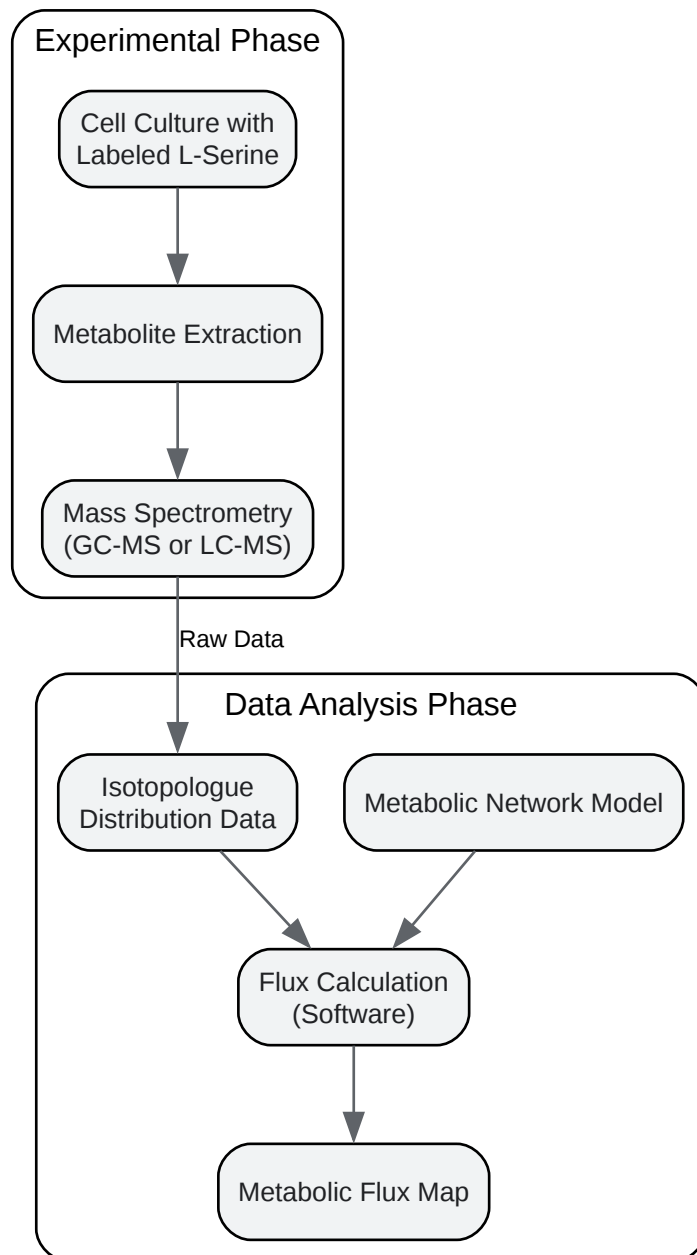 Experimental Phase
Cell Culture with
Labeled L-Serine
Metabolite Extraction
Mass Spectrometry
(GC-MS or LC-MS)
Raw Data
Data Analysis Phase
Isotopologue
Distribution Data
Metabolic Network Model
Flux Calculation
(Software)
Metabolic Flux Map